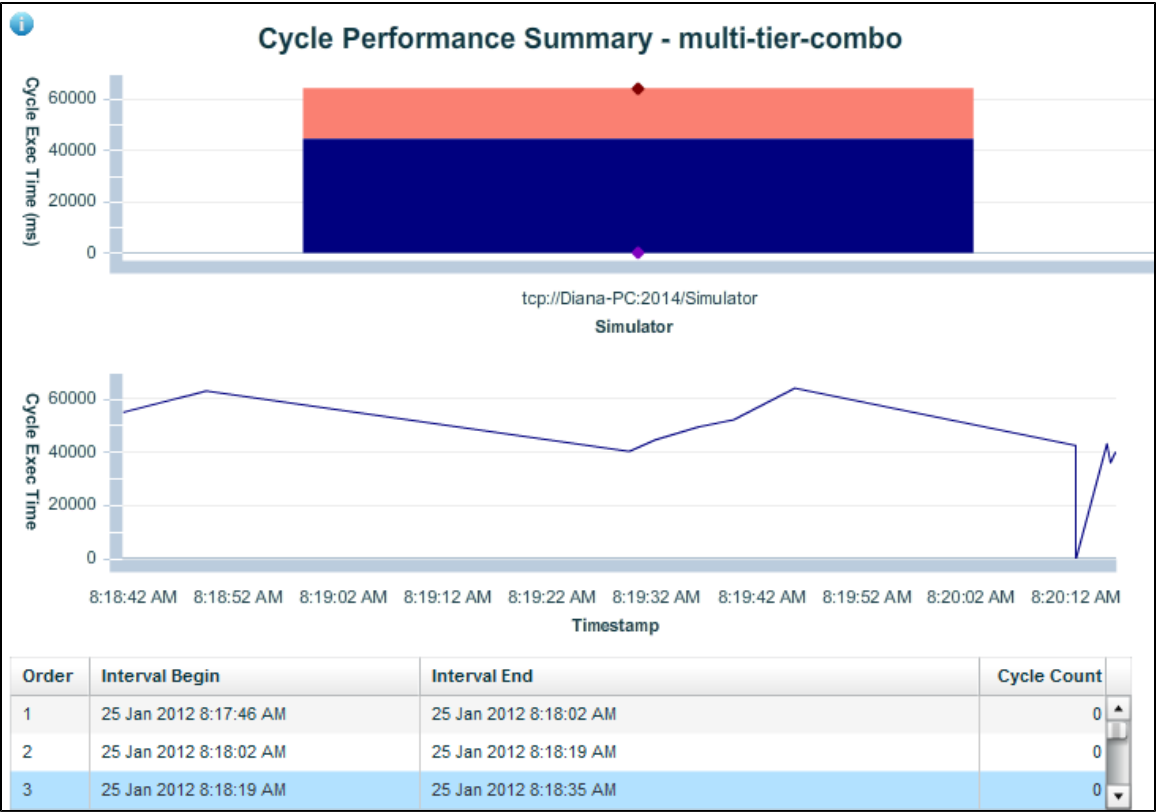 i
Cycle Performance Summary - multi-tier-combo
Cycle Exec Time (ms)
60000
40000
20000
0
tcp://Diana-PC:2014/Simulator
Simulator
Cycle Exec Time
60000
40000
20000
0
8:18:42 AM 8:18:52 AM 8:19:02 AM 8:19:12 AM 8:19:22 AM 8:19:32 AM 8:19:42 AM 8:19:52 AM 8:20:02 AM 8:20:12 AM
Timestamp
Order Interval Begin Interval End Cycle Count
1 25 Jan 2012 8:17:46 AM 25 Jan 2012 8:18:02 AM 0
2 25 Jan 2012 8:18:02 AM 25 Jan 2012 8:18:19 AM 0
3 25 Jan 2012 8:18:19 AM 25 Jan 2012 8:18:35 AM 0